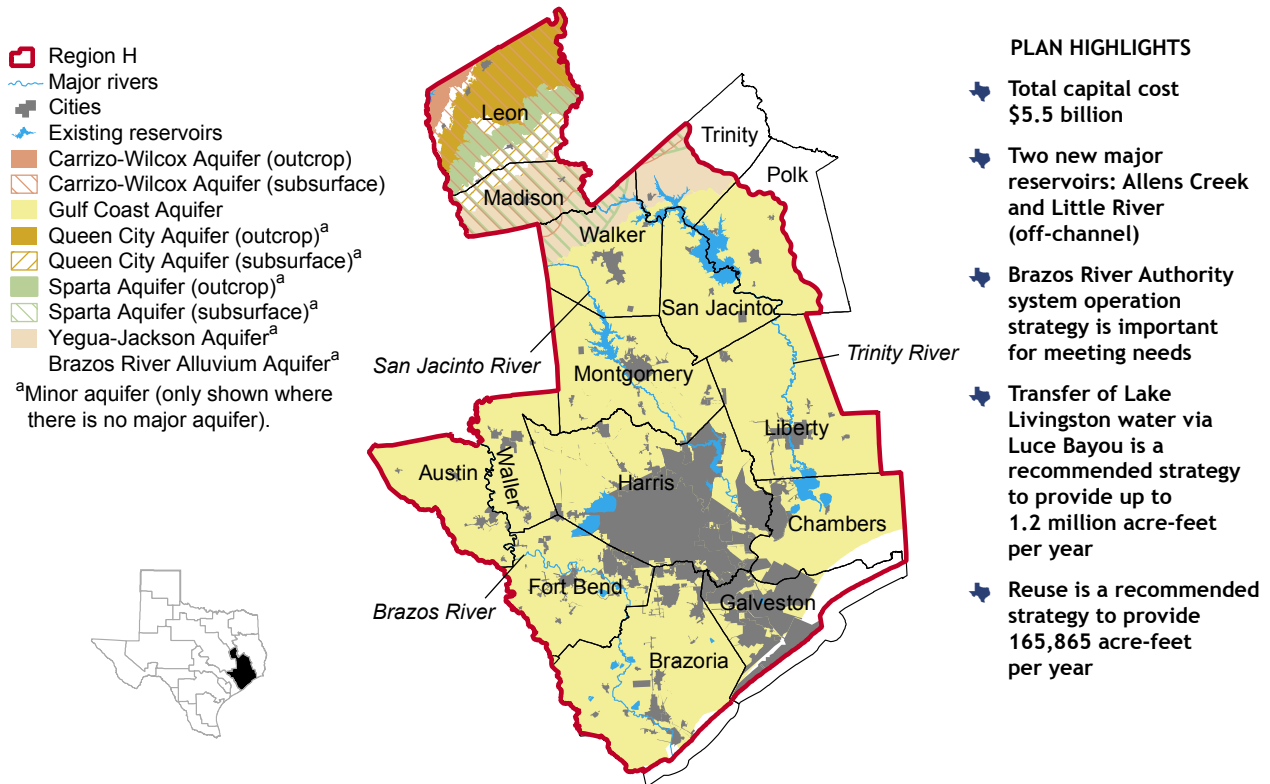 Region H
Major rivers
Cities
Existing reservoirs
Carrizo-Wilcox Aquifer (outcrop)
Carrizo-Wilcox Aquifer (subsurface)
Gulf Coast Aquifer
Queen City Aquifer (outcrop)a
Queen City Aquifer (subsurface)a
Sparta Aquifer (outcrop)a
Sparta Aquifer (subsurface)a
Yegua-Jackson Aquifera
Brazos River Alluvium Aquifera
aMinor aquifer (only shown where
there is no major aquifer).
Leon
Trinity
Polk
Madison
Walker
San Jacinto
San Jacinto River
Trinity River
Montgomery
Liberty
Austin
Waller
Harris
Chambers
Brazos River
Fort Bend
Galveston
Brazoria
PLAN HIGHLIGHTS
Total capital cost
$5.5 billion
Two new major
reservoirs: Allens Creek
and Little River
(off-channel)
Brazos River Authority
system operation
strategy is important
for meeting needs
Transfer of Lake
Livingston water via
Luce Bayou is a
recommended strategy
to provide up to
1.2 million acre-feet
per year
Reuse is a recommended
strategy to provide
165,865 acre-feet
per year